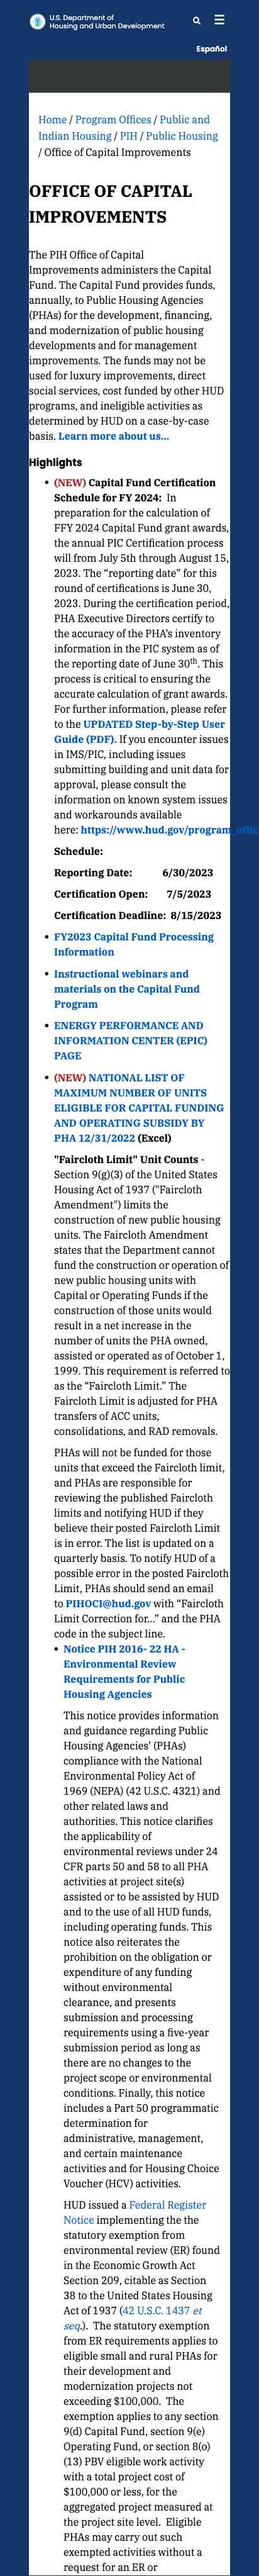 U.S. Department of
Housing and Urban Development
Español
Home / Program Offices / Public and
Indian Housing / PIH / Public Housing
/ Office of Capital Improvements
OFFICE OF CAPITAL
IMPROVEMENTS
The PIH Office of Capital
Improvements administers the Capital
Fund. The Capital Fund provides funds,
annually, to Public Housing Agencies
(PHAs) for the development, financing,
and modernization of public housing
developments and for management
improvements. The funds may not be
used for luxury improvements, direct
social services, cost funded by other HUD
programs, and ineligible activities as
determined by HUD on a case-by-case
basis. Learn more about us...
Highlights
• (NEW) Capital Fund Certification
Schedule for FY 2024:  In
preparation for the calculation of
FFY 2024 Capital Fund grant awards,
the annual PIC Certification process
will from July 5th through August 15,
2023. The “reporting date” for this
round of certifications is June 30,
2023. During the certification period,
PHA Executive Directors certify to
the accuracy of the PHA’s inventory
information in the PIC system as of
the reporting date of June 30th. This
process is critical to ensuring the
accurate calculation of grant awards.
For further information, please refer
to the UPDATED Step-by-Step User
Guide (PDF). If you encounter issues
in IMS/PIC, including issues
submitting building and unit data for
approval, please consult the
information on known system issues
and workarounds available
here: https://www.hud.gov/program_offic
Schedule:
Reporting Date: 6/30/2023
Certification Open: 7/5/2023
Certification Deadline: 8/15/2023
• FY2023 Capital Fund Processing
Information
• Instructional webinars and
materials on the Capital Fund
Program
• ENERGY PERFORMANCE AND
INFORMATION CENTER (EPIC)
PAGE
• (NEW) NATIONAL LIST OF
MAXIMUM NUMBER OF UNITS
ELIGIBLE FOR CAPITAL FUNDING
AND OPERATING SUBSIDY BY
PHA 12/31/2022 (Excel)
"Faircloth Limit" Unit Counts -
Section 9(g)(3) of the United States
Housing Act of 1937 ("Faircloth
Amendment") limits the
construction of new public housing
units. The Faircloth Amendment
states that the Department cannot
fund the construction or operation of
new public housing units with
Capital or Operating Funds if the
construction of those units would
result in a net increase in the
number of units the PHA owned,
assisted or operated as of October 1,
1999. This requirement is referred to
as the “Faircloth Limit.” The
Faircloth Limit is adjusted for PHA
transfers of ACC units,
consolidations, and RAD removals.
PHAs will not be funded for those
units that exceed the Faircloth limit,
and PHAs are responsible for
reviewing the published Faircloth
limits and notifying HUD if they
believe their posted Faircloth Limit
is in error. The list is updated on a
quarterly basis. To notify HUD of a
possible error in the posted Faircloth
Limit, PHAs should send an email
to PIHOCI@hud.gov with “Faircloth
Limit Correction for…” and the PHA
code in the subject line.
• Notice PIH 2016- 22 HA -
Environmental Review
Requirements for Public
Housing Agencies
This notice provides information
and guidance regarding Public
Housing Agencies’ (PHAs)
compliance with the National
Environmental Policy Act of
1969 (NEPA) (42 U.S.C. 4321) and
other related laws and
authorities. This notice clarifies
the applicability of
environmental reviews under 24
CFR parts 50 and 58 to all PHA
activities at project site(s)
assisted or to be assisted by HUD
and to the use of all HUD funds,
including operating funds. This
notice also reiterates the
prohibition on the obligation or
expenditure of any funding
without environmental
clearance, and presents
submission and processing
requirements using a five-year
submission period as long as
there are no changes to the
project scope or environmental
conditions. Finally, this notice
includes a Part 50 programmatic
determination for
administrative, management,
and certain maintenance
activities and for Housing Choice
Voucher (HCV) activities.
HUD issued a Federal Register
Notice implementing the the
statutory exemption from
environmental review (ER) found
in the Economic Growth Act
Section 209, citable as Section
38 to the United States Housing
Act of 1937 (42 U.S.C. 1437 et
seq.).  The statutory exemption
from ER requirements applies to
eligible small and rural PHAs for
their development and
modernization projects not
exceeding $100,000.  The
exemption applies to any section
9(d) Capital Fund, section 9(e)
Operating Fund, or section 8(o)
(13) PBV eligible work activity
with a total project cost of
$100,000 or less, for the
aggregated project measured at
the project site level.  Eligible
PHAs may carry out such
exempted activities without a
request for an ER or